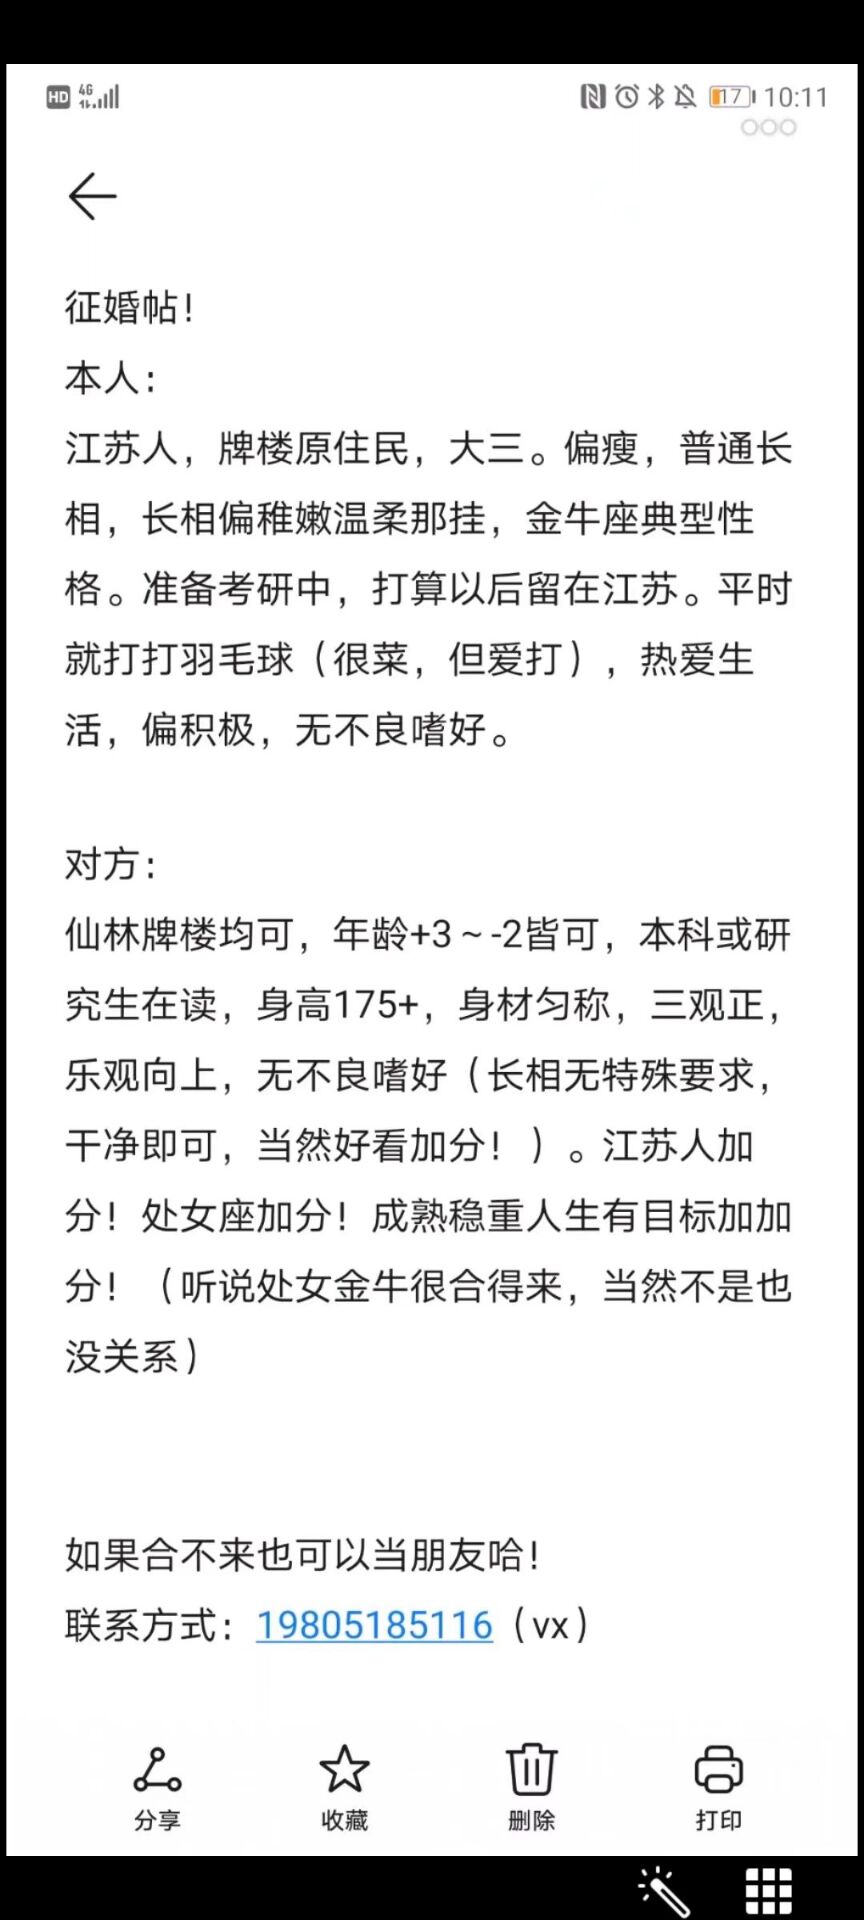 HD 4G 17 10:11
征婚帖！
本人：
江苏人，牌楼原住民，大三。偏瘦，普通长
相，长相偏稚嫩温柔那挂，金牛座典型性
格。准备考研中，打算以后留在江苏。平时
就打打羽毛球（很菜，但爱打），热爱生
活，偏积极，无不良嗜好。
对方：
仙林牌楼均可，年龄+3～-2皆可，本科或研
究生在读，身高175+，身材匀称，三观正，
乐观向上，无不良嗜好（长相无特殊要求，
干净即可，当然好看加分！）。江苏人加
分！处女座加分！成熟稳重人生有目标加加
分！（听说处女金牛很合得来，当然不是也
没关系）
如果合不来也可以当朋友哈！
联系方式：19805185116（vx）
分享 收藏 删除 打印